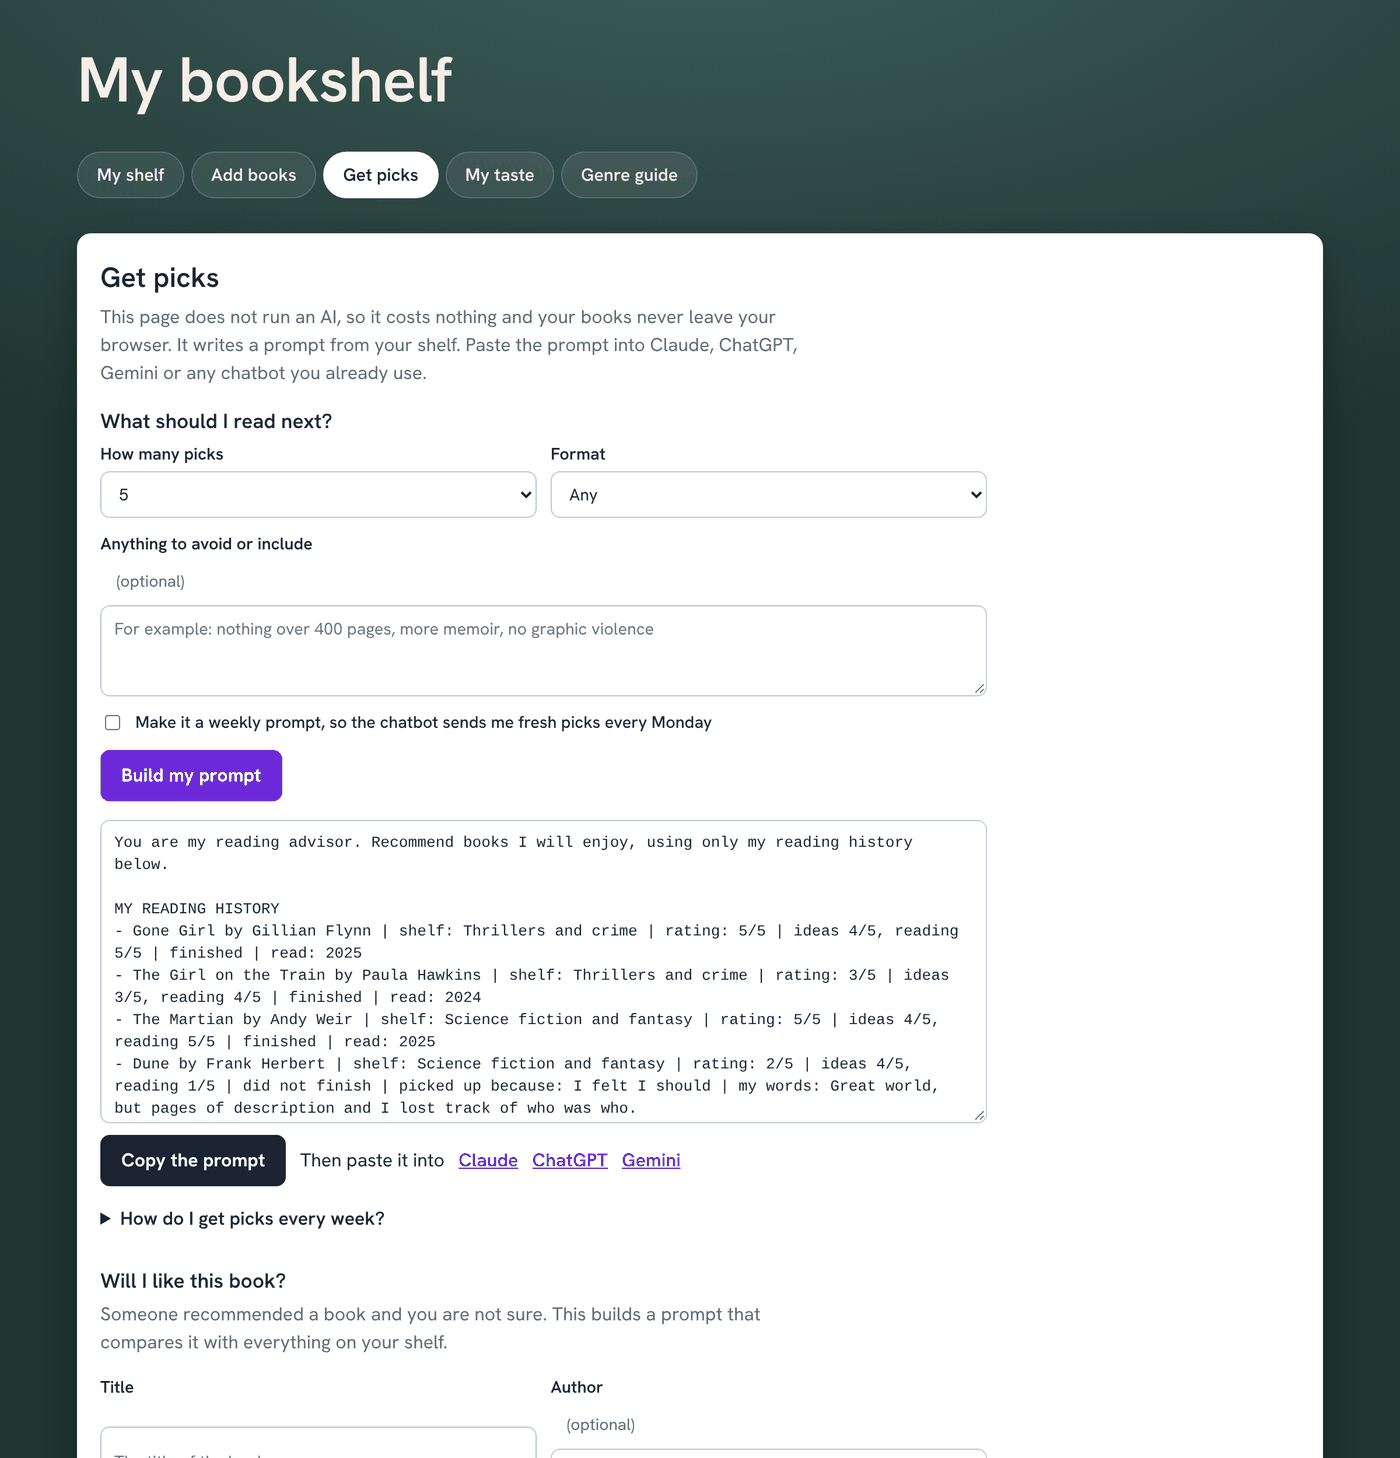 My bookshelf
My shelf
Add books
Get picks
My taste
Genre guide
Get picks
This page does not run an AI, so it costs nothing and your books never leave your
browser. It writes a prompt from your shelf. Paste the prompt into Claude, ChatGPT,
Gemini or any chatbot you already use.
What should I read next?
How many picks
Format
5
Any
Anything to avoid or include
(optional)
For example: nothing over 400 pages, more memoir, no graphic violence
Make it a weekly prompt, so the chatbot sends me fresh picks every Monday
Build my prompt
You are my reading advisor. Recommend books I will enjoy, using only my reading history
below.
MY READING HISTORY
- Gone Girl by Gillian Flynn | shelf: Thrillers and crime | rating: 5/5 | ideas 4/5, reading
5/5 | finished | read: 2025
- The Girl on the Train by Paula Hawkins | shelf: Thrillers and crime | rating: 3/5 | ideas
3/5, reading 4/5 | finished | read: 2024
- The Martian by Andy Weir | shelf: Science fiction and fantasy | rating: 5/5 | ideas 4/5,
reading 5/5 | finished | read: 2025
- Dune by Frank Herbert | shelf: Science fiction and fantasy | rating: 2/5 | ideas 4/5,
reading 1/5 | did not finish | picked up because: I felt I should | my words: Great world,
but pages of description and I lost track of who was who.
Copy the prompt
Then paste it into Claude ChatGPT Gemini
How do I get picks every week?
Will I like this book?
Someone recommended a book and you are not sure. This builds a prompt that
compares it with everything on your shelf.
Title
Author
(optional)